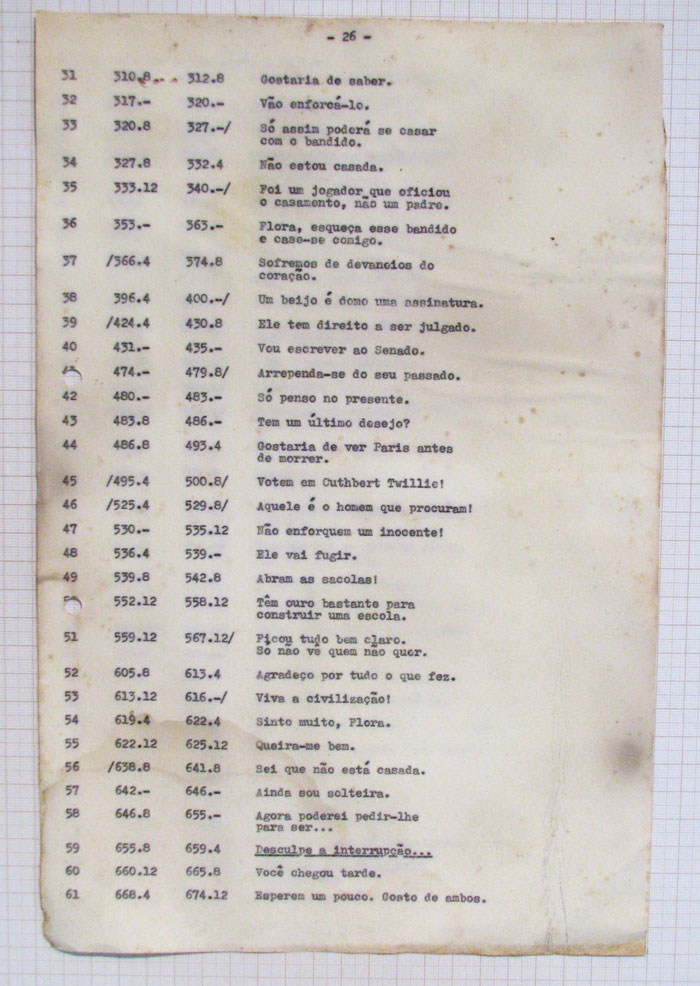 - 26 -
31 310.8 312.8 Gostaria de saber.
32 317.- 320.- Vão enforcá-lo.
33 320.8 327.-/ Só assim poderá se casar
com o bandido.
34 327.8 332.4 Não estou casada.
35 333.12 340.-/ Foi um jogador que oficiou
o casamento, não um padre.
36 353.- 363.- Flora, esqueça esse bandido
e case-se comigo.
37 /366.4 374.8 Sofremos de devaneios do
coração.
38 396.4 400.-/ Um beijo é como uma assinatura.
39 /424.4 430.8 Ele tem direito a ser julgado.
40 431.- 435.- Vou escrever ao Senado.
474.- 479.8/ Arrependa-se do seu passado.
42 480.- 483.- Só penso no presente.
43 483.8 486.- Tem um último desejo?
44 486.8 493.4 Gostaria de ver Paris antes
de morrer.
45 /495.4 500.8/ Votem em Cuthbert Twillie!
46 /525.4 529.8/ Aquele é o homem que procuram!
47 530.- 535.12 Não enforquem um inocente!
48 536.4 539.- Ele vai fugir.
49 539.8 542.8 Abram as sacolas!
552.12 558.12 Têm ouro bastante para
construir uma escola.
51 559.12 567.12/ Ficou tudo bem claro.
Só não vê quem não quer.
52 605.8 613.4 Agradeço por tudo o que fez.
53 613.12 616.-/ Viva a civilização!
54 619.4 622.4 Sinto muito, Flora.
55 622.12 625.12 Queira-me bem.
56 /638.8 641.8 Sei que não está casada.
57 642.- 646.- Ainda sou solteira.
58 646.8 655.- Agora poderei pedir-lhe
para ser...
59 655.8 659.4 Desculpe a interrupção...
60 660.12 665.8 Você chegou tarde.
61 668.4 674.12 Esperem um pouco. Gosto de ambos.